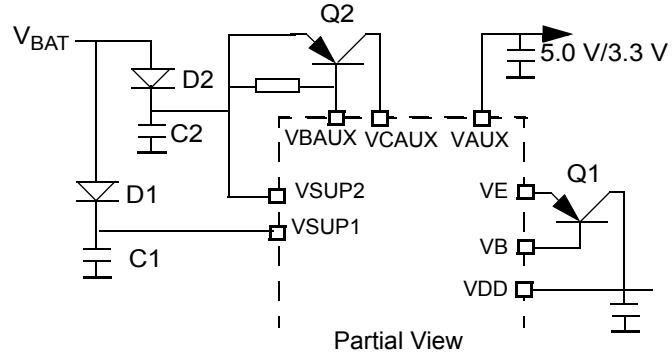 Q2
V_BAT
5.0 V/3.3 V
D2
C2
VBAUX
VCAUX
VAUX
D1
VSUP2
VE
Q1
VSUP1
VB
C1
VDD
Partial View